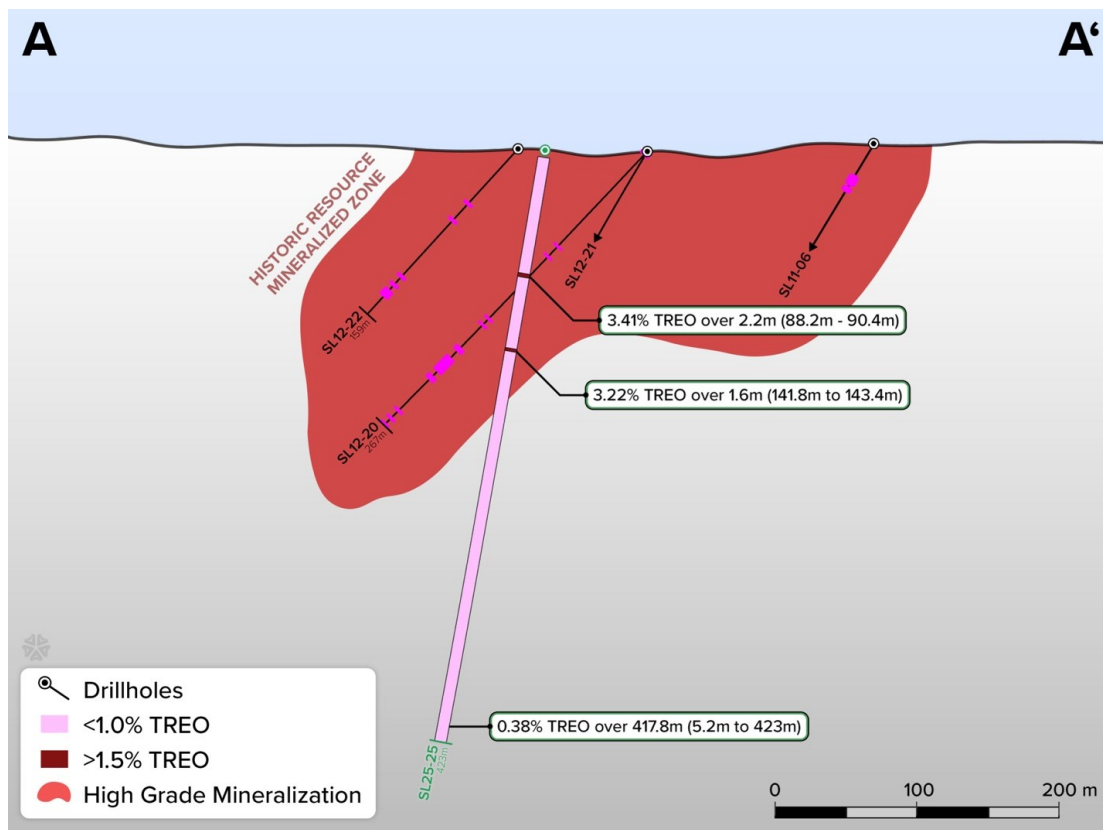 A
A‘
HISTORIC RESOURCE
MINERALIZED ZONE
SL12-22
159m
SL12-20
267m
SL12-21
SL11-06
3.41% TREO over 2.2m (88.2m - 90.4m)
3.22% TREO over 1.6m (141.8m to 143.4m)
0.38% TREO over 417.8m (5.2m to 423m)
SL25-25
423m
Drillholes
<1.0% TREO
>1.5% TREO
High Grade Mineralization
0 100 200 m